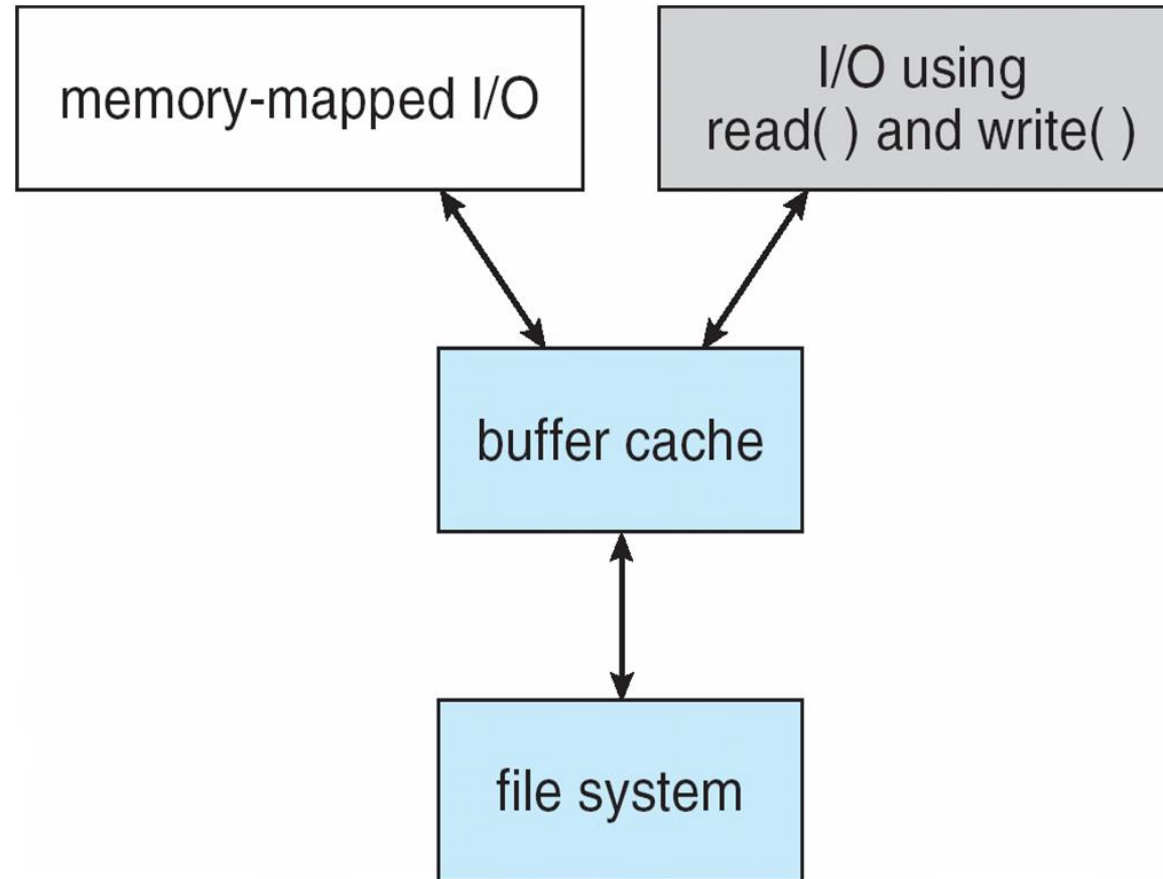 memory-mapped I/O
I/O using
read( ) and write( )
buffer cache
file system